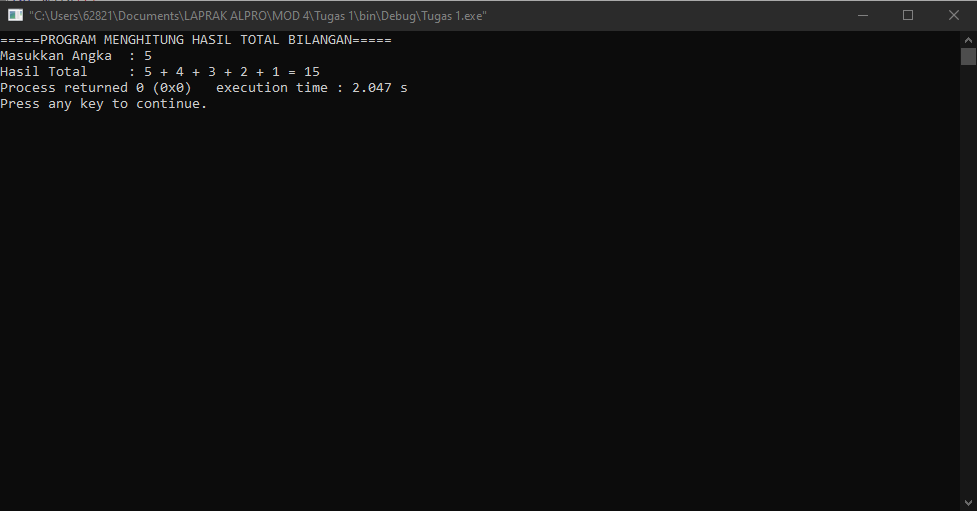 "C:\Users\62821\Documents\LAPRAK ALPRO\MOD 4\Tugas 1\bin\Debug\Tugas 1.exe"
=====PROGRAM MENGHITUNG HASIL TOTAL BILANGAN=====
Masukkan Angka  : 5
Hasil Total     : 5 + 4 + 3 + 2 + 1 = 15
Process returned 0 (0x0)   execution time : 2.047 s
Press any key to continue.